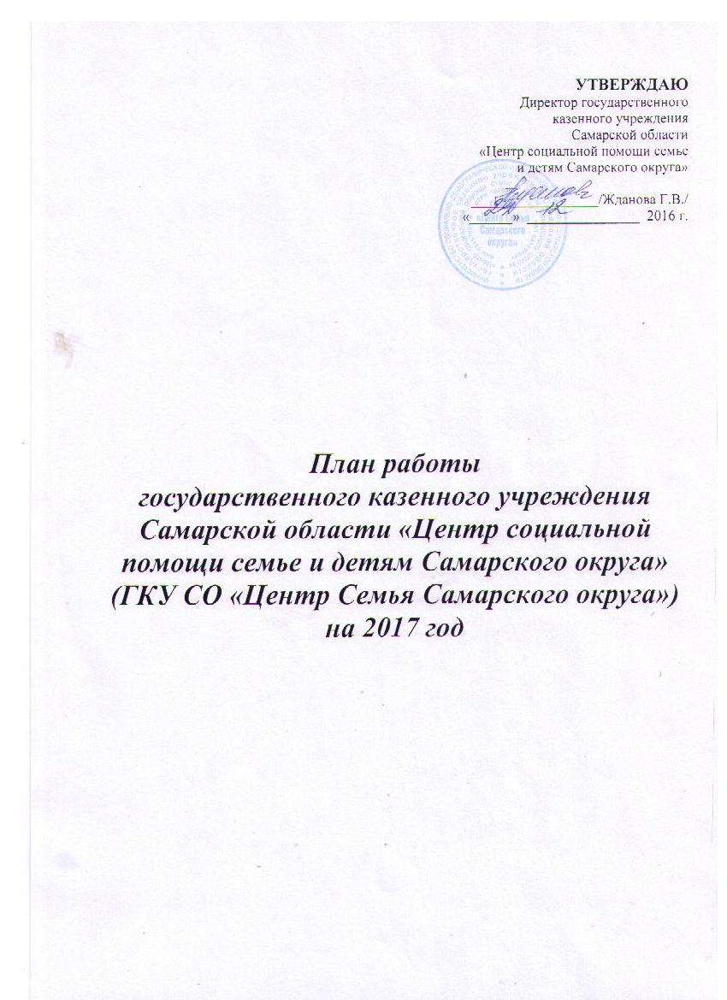 УТВЕРЖДАЮ
Директор государственного
казенного учреждения
Самарской области
«Центр социальной помощи семье
и детям Самарского округа»
/Жданова Г.В./
« » 12 2016 г.
«Центр Семья
Самарского
округа»
План работы
государственного казенного учреждения
Самарской области «Центр социальной
помощи семье и детям Самарского округа»
(ГКУ СО «Центр Семья Самарского округа»)
на 2017 год